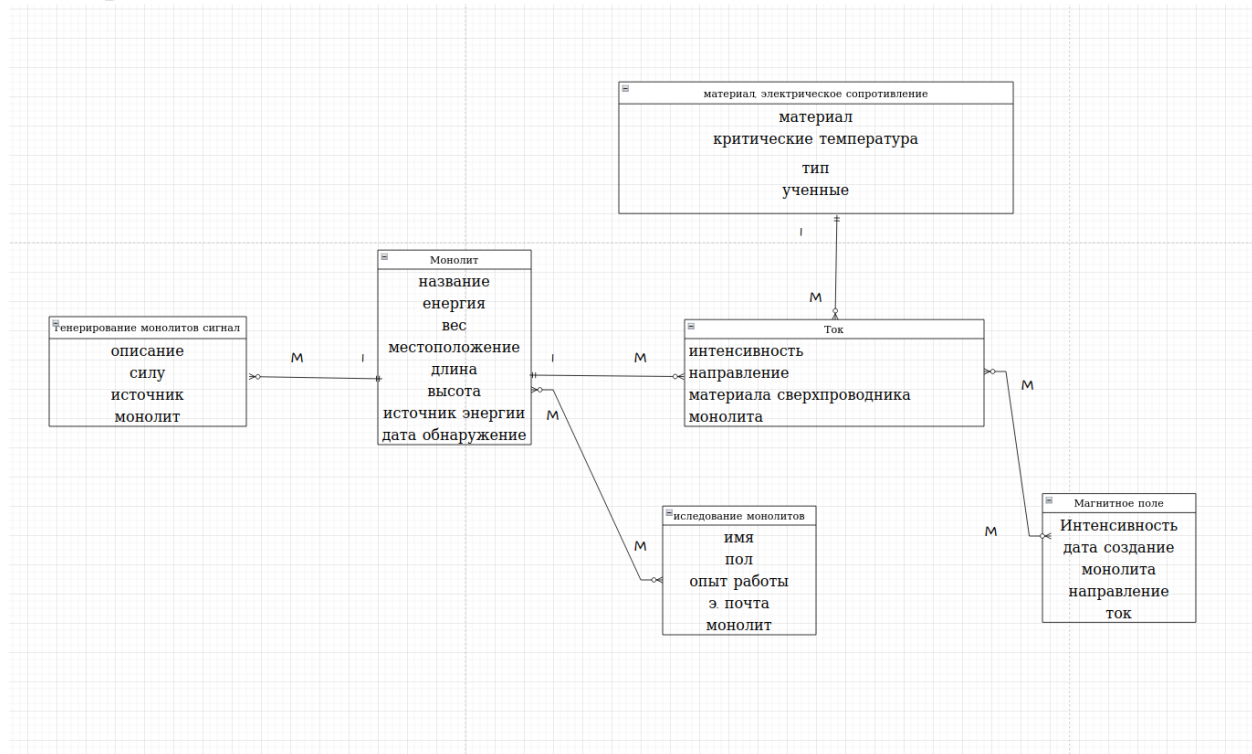 материал, электрическое сопротивление
материал
критические температура
тип
ученные
I
M
Монолит
название
енергия
вес
местоположение
длина
высота
источник энергии
дата обнаружение
генерирование монолитов сигнал
описание
силу
источник
монолит
M
I
I
M
M
Ток
интенсивность
направление
материала сверхпроводника
монолита
M
M
M
иследование монолитов
имя
пол
опыт работы
э. почта
монолит
Магнитное поле
Интенсивность
дата создание
монолита
направление
ток